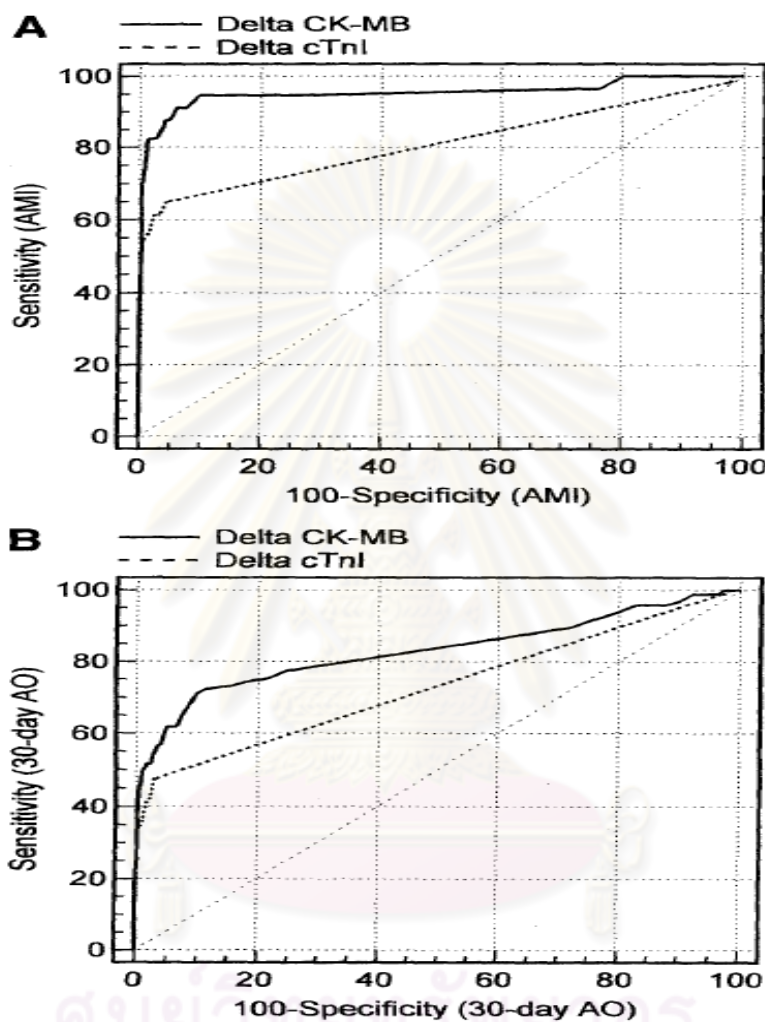 A
Delta CK-MB
Delta cTnI
100
80
60
40
20
0
Sensitivity (AMI)
0 20 40 60 80 100
100-Specificity (AMI)
B
Delta CK-MB
Delta cTnI
100
80
60
40
20
0
Sensitivity (30-day AO)
0 20 40 60 80 100
100-Specificity (30-day AO)